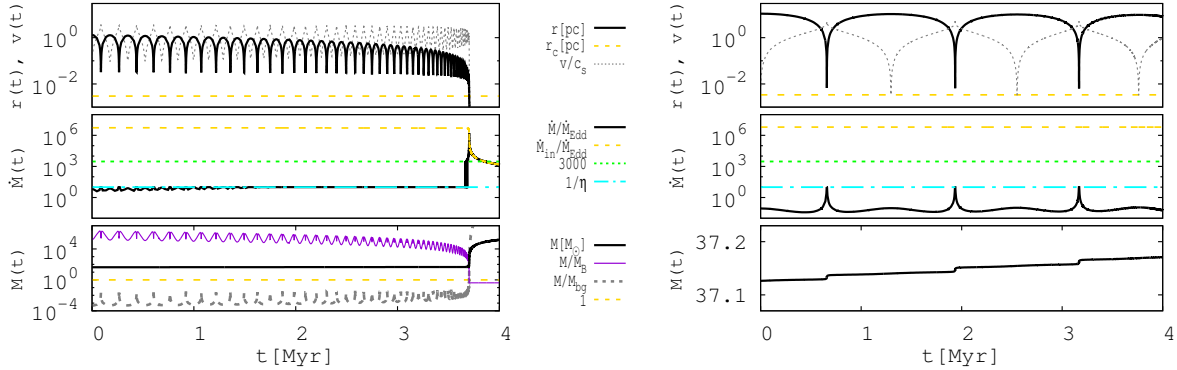 r(t), v(t)
10^0
10^-2
r[pc]
r_c[pc]
v/c_s
Ṁ(t)
10^6
10^3
10^0
Ṁ/Ṁ_Edd
Ṁ_in/Ṁ_Edd
3000
1/η
M(t)
10^4
10^0
10^-4
M[M_⊙]
M/M_B
M/M_bg
1
0 1 2 3 4
t[Myr]
r(t), v(t)
10^0
10^-2
Ṁ(t)
10^6
10^3
10^0
M(t)
37.2
37.1
0 1 2 3 4
t[Myr]